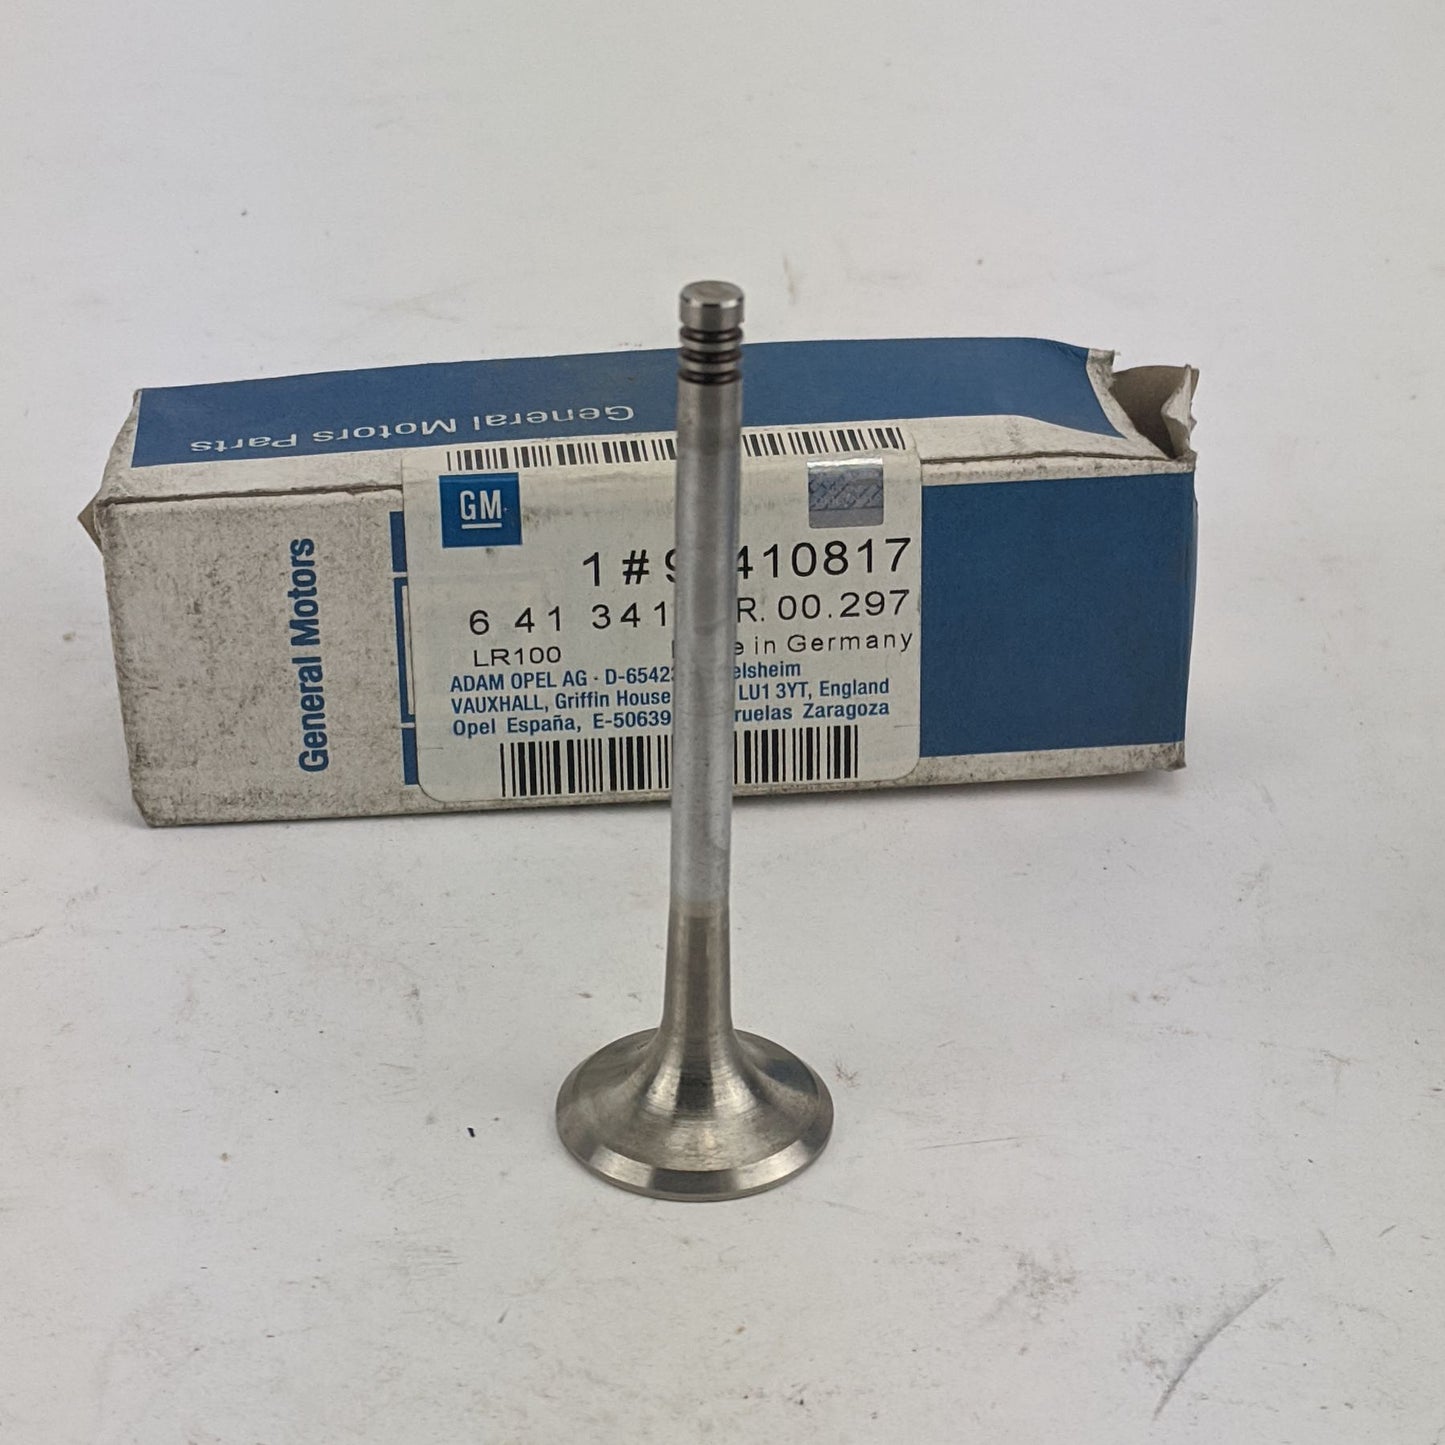 General Motors Parts
General Motors
GM
1 # 9 410817
6 41 341 R. 00.297
in Germany
LR100
ADAM OPEL AG · D-6542 elsheim
VAUXHALL, Griffin House LU1 3YT, England
Opel España, E-50639 ruelas Zaragoza